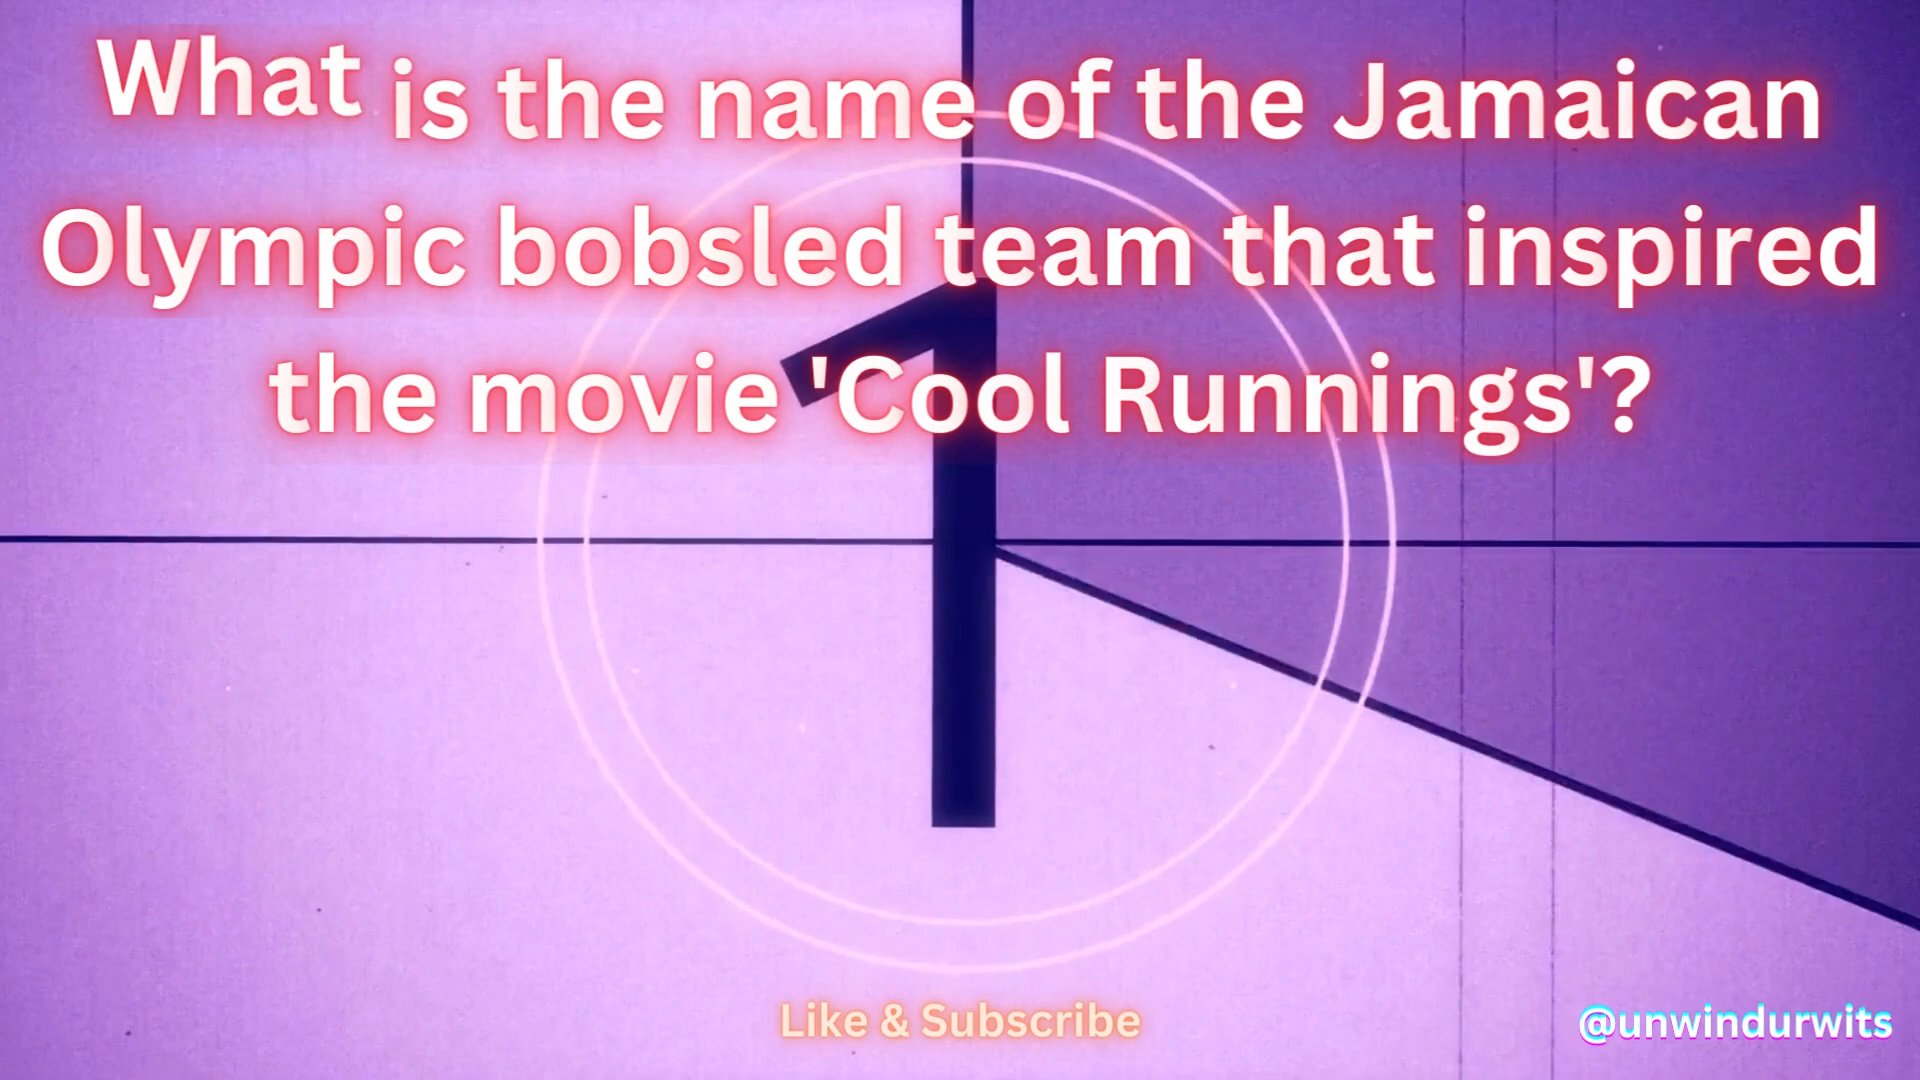 What is the name of the Jamaican
Olympic bobsled team that inspired
the movie 'Cool Runnings'?
1
Like & Subscribe
@unwindurwits